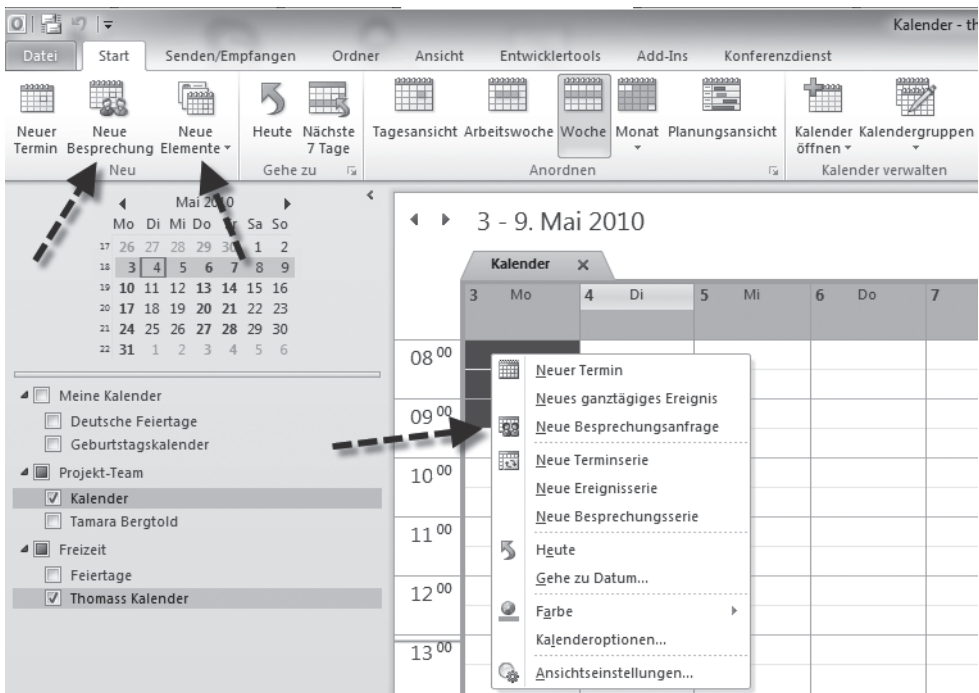 Kalender - th
Datei Start Senden/Empfangen Ordner Ansicht Entwicklertools Add-Ins Konferenzdienst
Neuer Termin
Neue Besprechung
Neue Elemente
Heute
Nächste 7 Tage
Tagesansicht
Arbeitswoche
Woche
Monat
Planungsansicht
Kalender öffnen
Kalendergruppen
Neu
Gehe zu
Anordnen
Kalender verwalten
Mai 2010
Mo Di Mi Do Fr Sa So
17 26 27 28 29 30 1 2
18 3 4 5 6 7 8 9
19 10 11 12 13 14 15 16
20 17 18 19 20 21 22 23
21 24 25 26 27 28 29 30
22 31 1 2 3 4 5 6
Meine Kalender
Deutsche Feiertage
Geburtstagskalender
Projekt-Team
Kalender
Tamara Bergtold
Freizeit
Feiertage
Thomass Kalender
3 - 9. Mai 2010
Kalender
3 Mo 4 Di 5 Mi 6 Do 7
08 00
09 00
10 00
11 00
12 00
13 00
Neuer Termin
Neues ganztägiges Ereignis
Neue Besprechungsanfrage
Neue Terminserie
Neue Ereignisserie
Neue Besprechungsserie
Heute
Gehe zu Datum...
Farbe
Kalenderoptionen...
Ansichtseinstellungen...